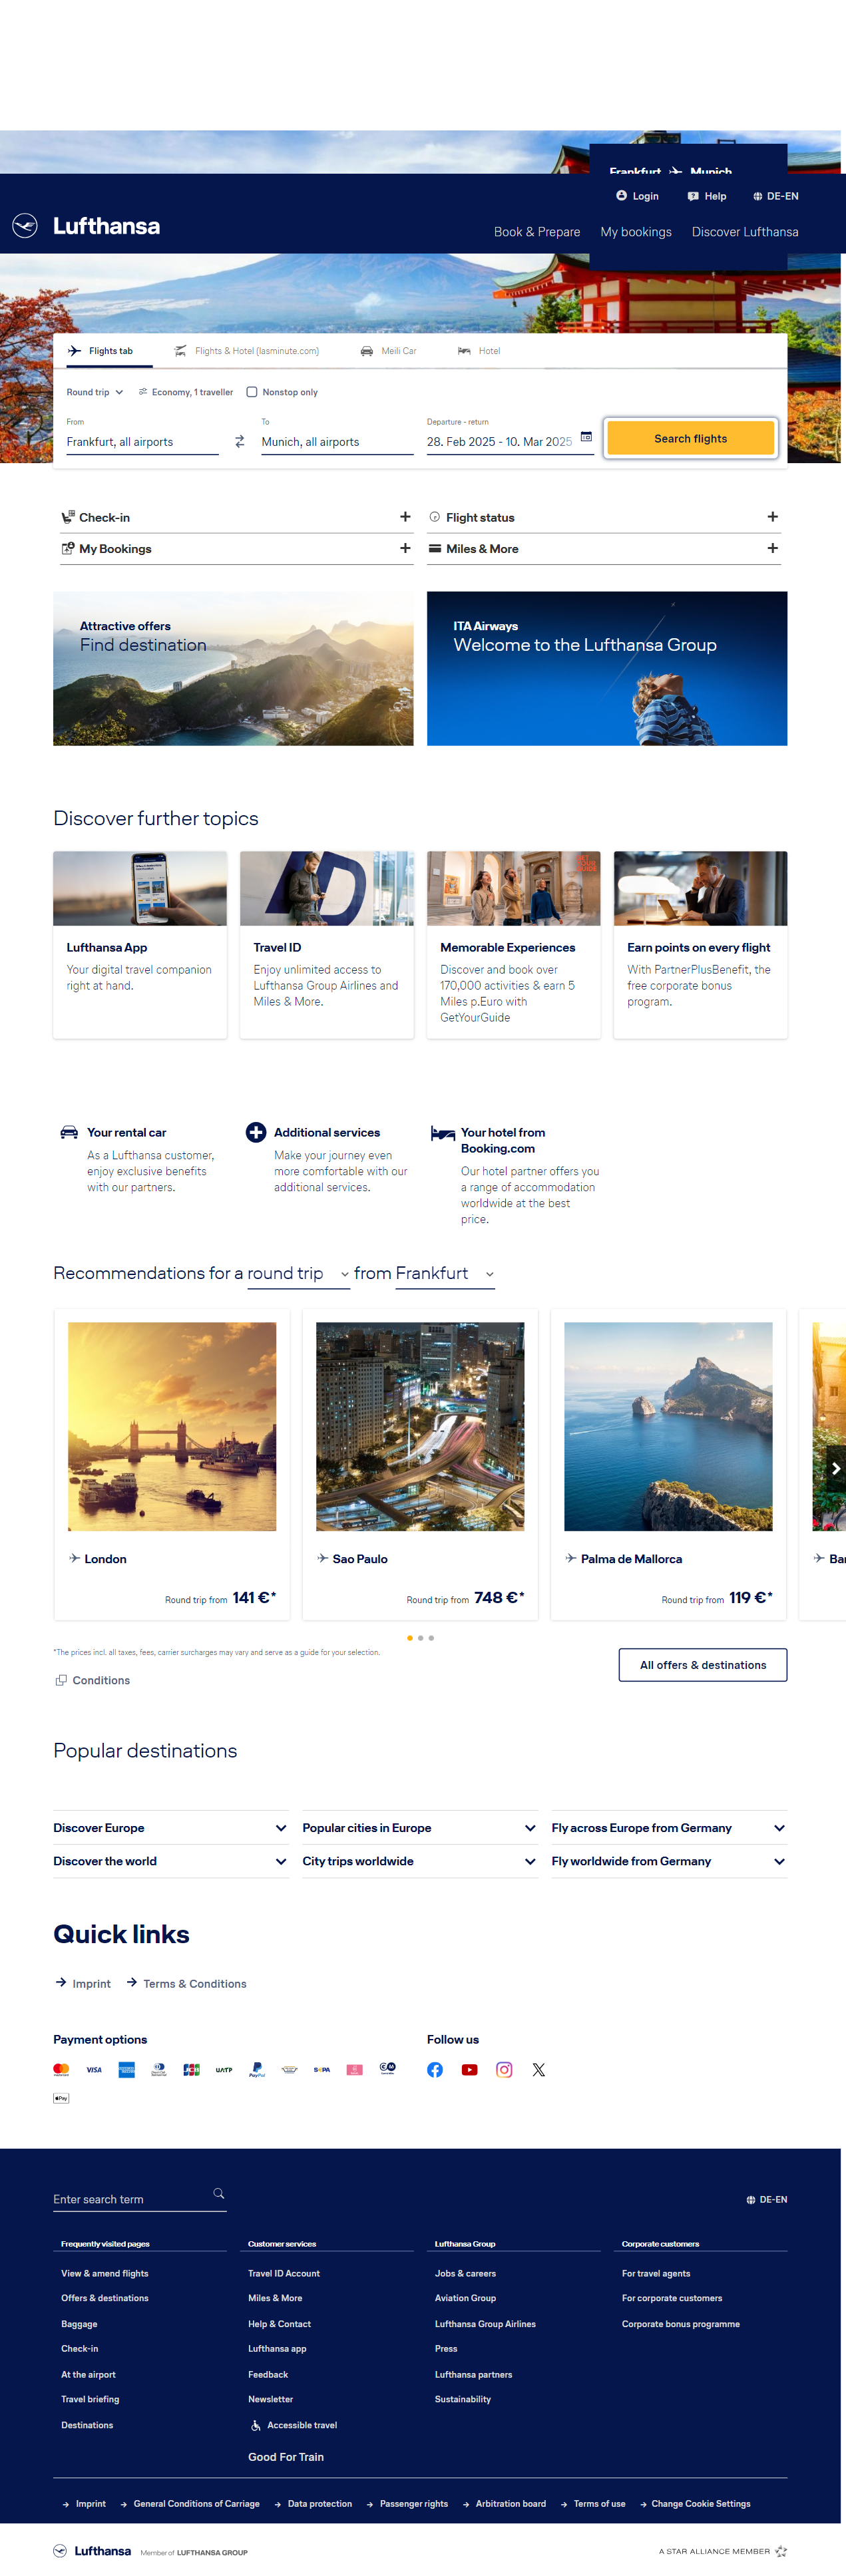 Frankfurt Munich
Login Help DE-EN
Lufthansa
Book & Prepare My bookings Discover Lufthansa
Flights tab Flights & Hotel (lasminute.com) Meili Car Hotel
Round trip Economy, 1 traveller Nonstop only
From To Departure - return
Frankfurt, all airports Munich, all airports 28. Feb 2025 - 10. Mar 2025
Search flights
Check-in Flight status
My Bookings Miles & More
Attractive offers
Find destination
ITA Airways
Welcome to the Lufthansa Group
Discover further topics
GET
YOUR
GUIDE
Lufthansa App
Your digital travel companion
right at hand.
Travel ID
Enjoy unlimited access to
Lufthansa Group Airlines and
Miles & More.
Memorable Experiences
Discover and book over
170,000 activities & earn 5
Miles p.Euro with
GetYourGuide
Earn points on every flight
With PartnerPlusBenefit, the
free corporate bonus
program.
Your rental car
As a Lufthansa customer,
enjoy exclusive benefits
with our partners.
Additional services
Make your journey even
more comfortable with our
additional services.
Your hotel from
Booking.com
Our hotel partner offers you
a range of accommodation
worldwide at the best
price.
Recommendations for a round trip from Frankfurt
London
Round trip from 141 €*
Sao Paulo
Round trip from 748 €*
Palma de Mallorca
Round trip from 119 €*
Bar
*The prices incl. all taxes, fees, carrier surcharges may vary and serve as a guide for your selection.
All offers & destinations
Conditions
Popular destinations
Discover Europe Popular cities in Europe Fly across Europe from Germany
Discover the world City trips worldwide Fly worldwide from Germany
Quick links
Imprint Terms & Conditions
Payment options
VISA JCB UATP PayPal SEPA
Pay
Follow us
Enter search term
DE-EN
Frequently visited pages
View & amend flights
Offers & destinations
Baggage
Check-in
At the airport
Travel briefing
Destinations
Customer services
Travel ID Account
Miles & More
Help & Contact
Lufthansa app
Feedback
Newsletter
Accessible travel
Good For Train
Lufthansa Group
Jobs & careers
Aviation Group
Lufthansa Group Airlines
Press
Lufthansa partners
Sustainability
Corporate customers
For travel agents
For corporate customers
Corporate bonus programme
Imprint General Conditions of Carriage Data protection Passenger rights Arbitration board Terms of use Change Cookie Settings
Lufthansa Member of LUFTHANSA GROUP
A STAR ALLIANCE MEMBER